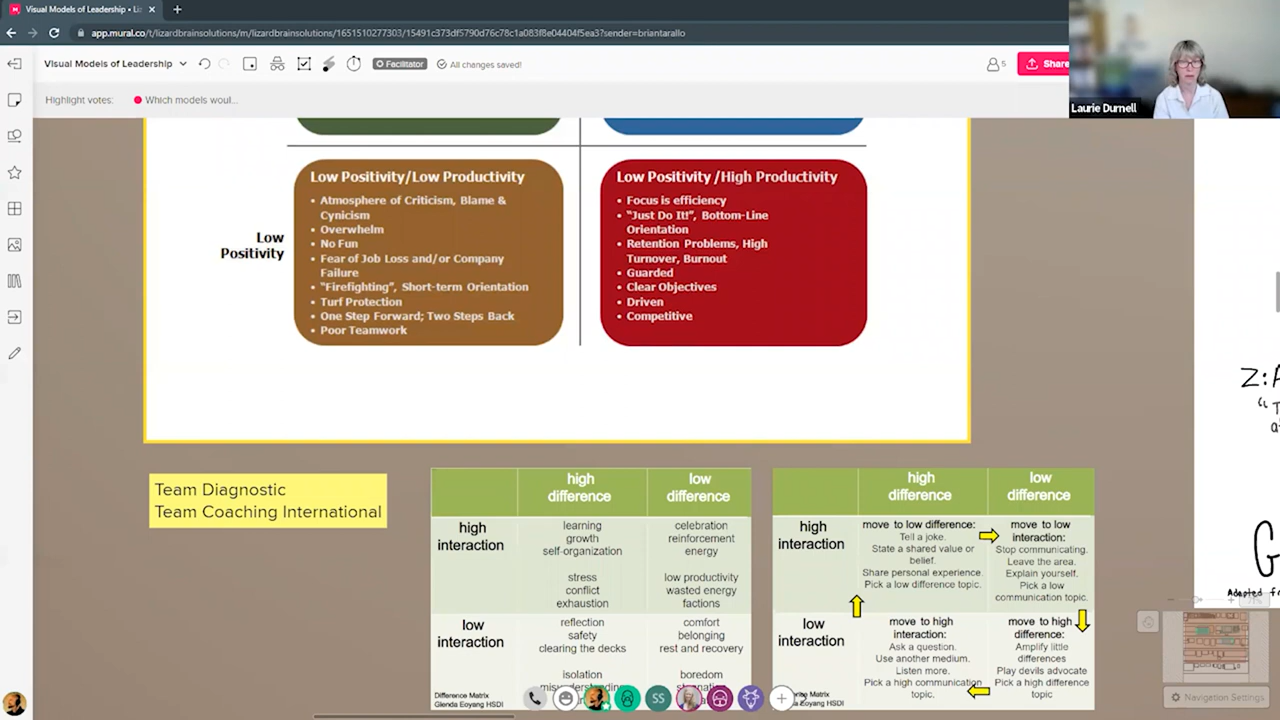 Visual Models of Leadership • Li
app.mural.co/t/lizardbrainsolutions/m/lizardbrainsolutions/1651510277303/15491c373df5790d76c78c1a083f8e04404f5ea3?sender=briantarallo
Visual Models of Leadership
Facilitator
All changes saved!
5
Share
Laurie Durnell
Highlight votes:
Which models woul...
Low Positivity/Low Productivity
• Atmosphere of Criticism, Blame &
Cynicism
• Overwhelm
• No Fun
• Fear of Job Loss and/or Company
Failure
• "Firefighting", Short-term Orientation
• Turf Protection
• One Step Forward; Two Steps Back
• Poor Teamwork
Low Positivity /High Productivity
• Focus is efficiency
• "Just Do It!", Bottom-Line
Orientation
• Retention Problems, High
Turnover, Burnout
• Guarded
• Clear Objectives
• Driven
• Competitive
Low
Positivity
Team Diagnostic
Team Coaching International
high
difference
low
difference
high
interaction
learning
growth
self-organization
stress
conflict
exhaustion
celebration
reinforcement
energy
low productivity
wasted energy
factions
low
interaction
reflection
safety
clearing the decks
isolation
comfort
belonging
rest and recovery
boredom
Difference Matrix
Glenda Eoyang HSDI
high
difference
low
difference
high
interaction
move to low difference:
Tell a joke.
State a shared value or
belief.
Share personal experience.
Pick a low difference topic.
move to low
interaction:
Stop communicating.
Leave the area.
Explain yourself.
Pick a low
communication topic.
low
interaction
move to high
interaction:
Ask a question.
Use another medium.
Listen more.
Pick a high communication
topic.
move to high
difference:
Amplify little
differences
Play devils advocate
Pick a high difference
topic
Matrix
Eoyang HSDI
Z:
G
Adapted
SS
Navigation Settings